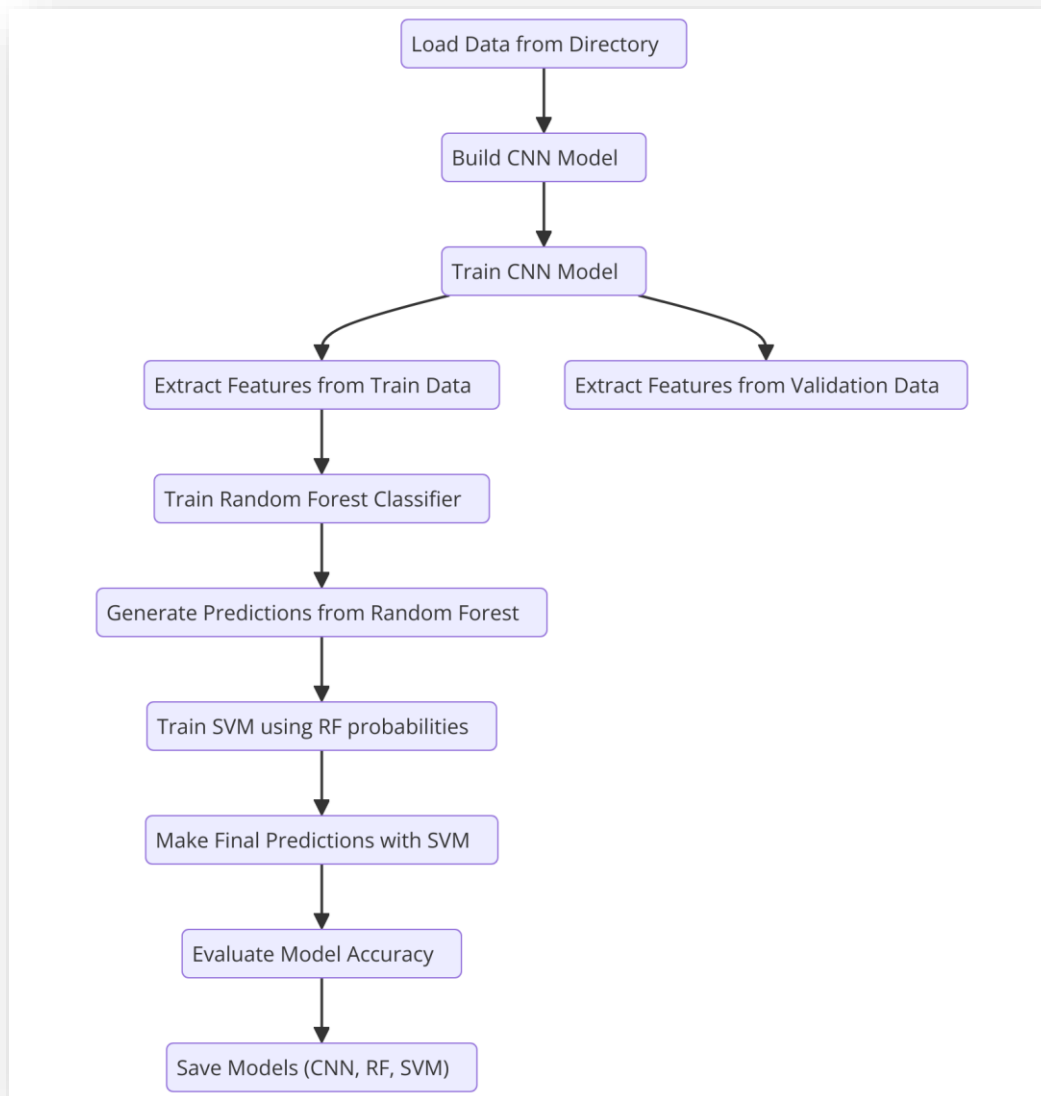 Load Data from Directory
Build CNN Model
Train CNN Model
Extract Features from Train Data
Extract Features from Validation Data
Train Random Forest Classifier
Generate Predictions from Random Forest
Train SVM using RF probabilities
Make Final Predictions with SVM
Evaluate Model Accuracy
Save Models (CNN, RF, SVM)